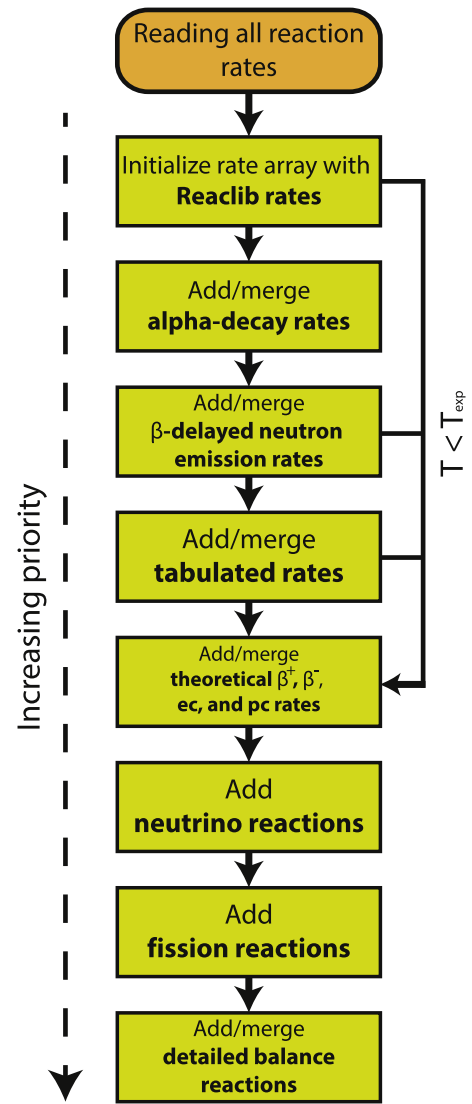 Reading all reaction
rates
Initialize rate array with
Reaclib rates
Add/merge
alpha-decay rates
Add/merge
β-delayed neutron
emission rates
Add/merge
tabulated rates
Add/merge
theoretical β⁺, β⁻,
ec, and pc rates
Add
neutrino reactions
Add
fission reactions
Add/merge
detailed balance
reactions
Increasing priority
T < Texp